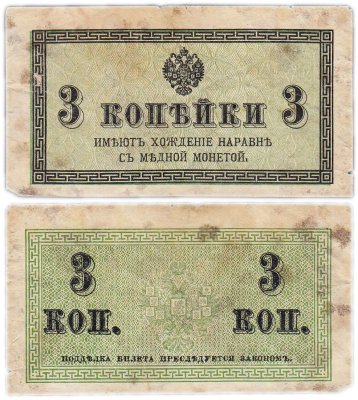 3 КОПѢЙКИ 3
ИМѢЮТЪ ХОЖДЕНІЕ НАРАВНѢ
СЪ МѢДНОЙ МОНЕТОЙ.
3 3
КОП. КОП.
ПОДДѢЛКА БИЛЕТА ПРЕСЛѢДУЕТСЯ ЗАКОНОМЪ.